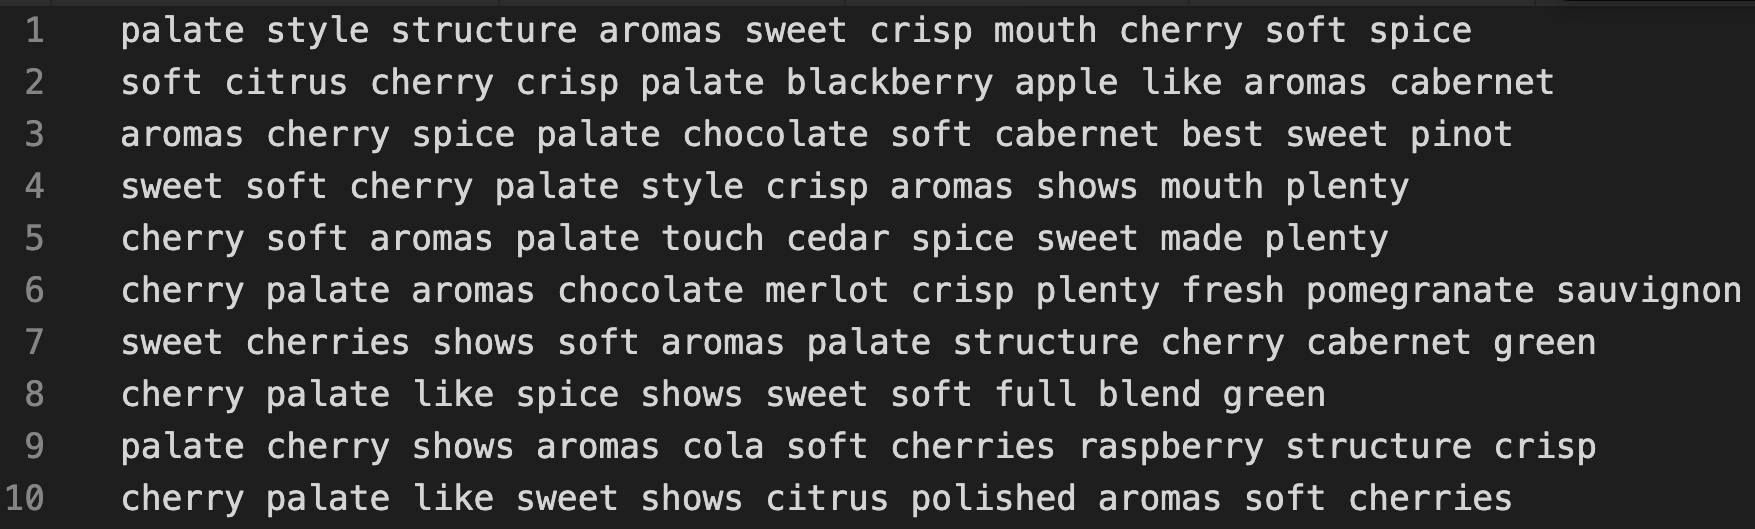 1 palate style structure aromas sweet crisp mouth cherry soft spice
2 soft citrus cherry crisp palate blackberry apple like aromas cabernet
3 aromas cherry spice palate chocolate soft cabernet best sweet pinot
4 sweet soft cherry palate style crisp aromas shows mouth plenty
5 cherry soft aromas palate touch cedar spice sweet made plenty
6 cherry palate aromas chocolate merlot crisp plenty fresh pomegranate sauvignon
7 sweet cherries shows soft aromas palate structure cherry cabernet green
8 cherry palate like spice shows sweet soft full blend green
9 palate cherry shows aromas cola soft cherries raspberry structure crisp
10 cherry palate like sweet shows citrus polished aromas soft cherries